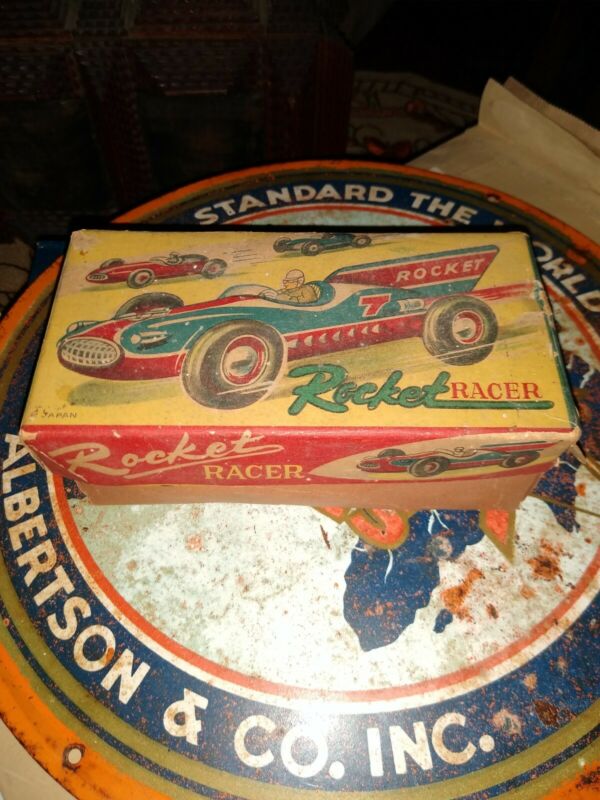 STANDARD THE WORLD
ROCKET
7
Rocket RACER
JAPAN
Rocket
RACER
ALBERTSON & CO. INC.